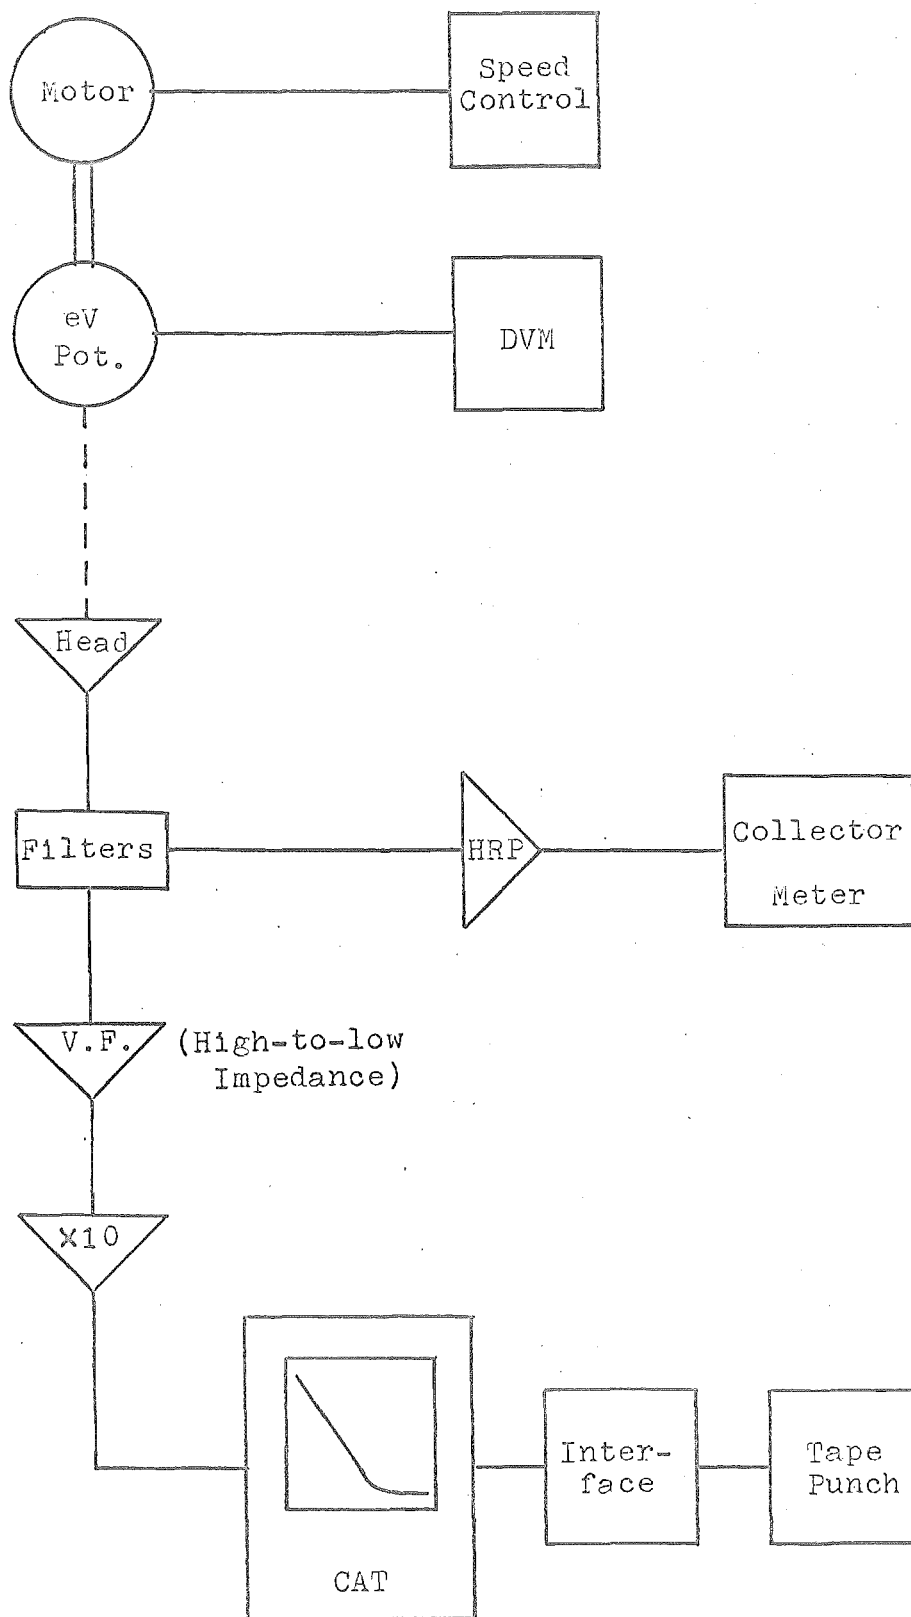 Motor
Speed
Control
eV
Pot.
DVM
Head
Filters
HRP
Collector
Meter
V.F.
(High-to-low
Impedance)
X10
CAT
Inter-
face
Tape
Punch